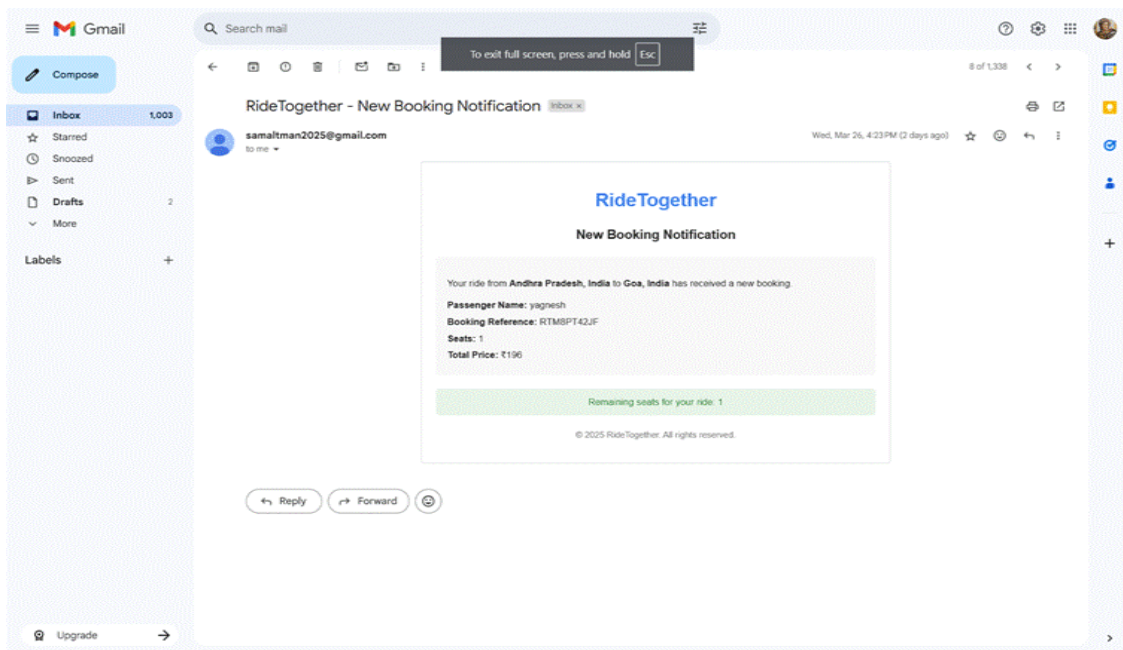 Gmail
Search mail
To exit full screen, press and hold Esc
Compose
8 of 1,338
Inbox 1,003
Starred
Snoozed
Sent
Drafts 2
More
Labels
RideTogether - New Booking Notification Inbox ×
samaltman2025@gmail.com Wed, Mar 26, 4:23 PM (2 days ago)
to me
RideTogether
New Booking Notification
Your ride from Andhra Pradesh, India to Goa, India has received a new booking.
Passenger Name: yagnesh
Booking Reference: RTM8PT42JF
Seats: 1
Total Price: ₹196
Remaining seats for your ride: 1
© 2025 RideTogether. All rights reserved.
Reply Forward
Upgrade